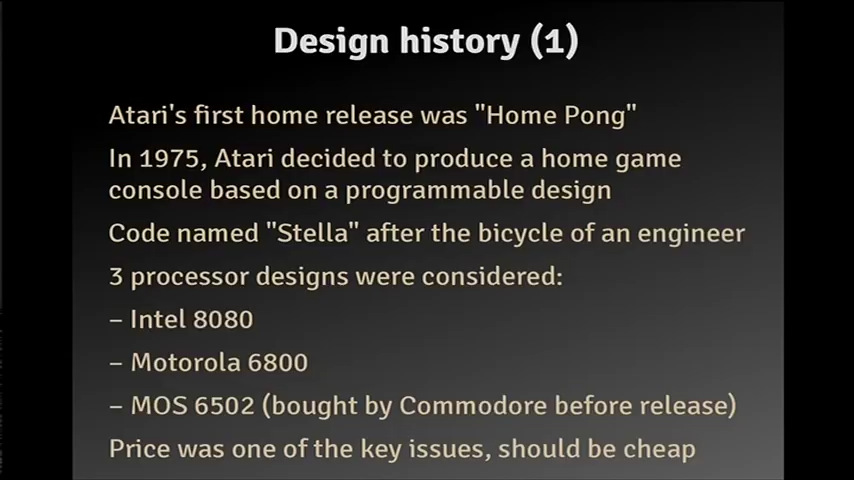 Design history (1)
Atari's first home release was "Home Pong"
In 1975, Atari decided to produce a home game
console based on a programmable design
Code named "Stella" after the bicycle of an engineer
3 processor designs were considered:
– Intel 8080
– Motorola 6800
– MOS 6502 (bought by Commodore before release)
Price was one of the key issues, should be cheap